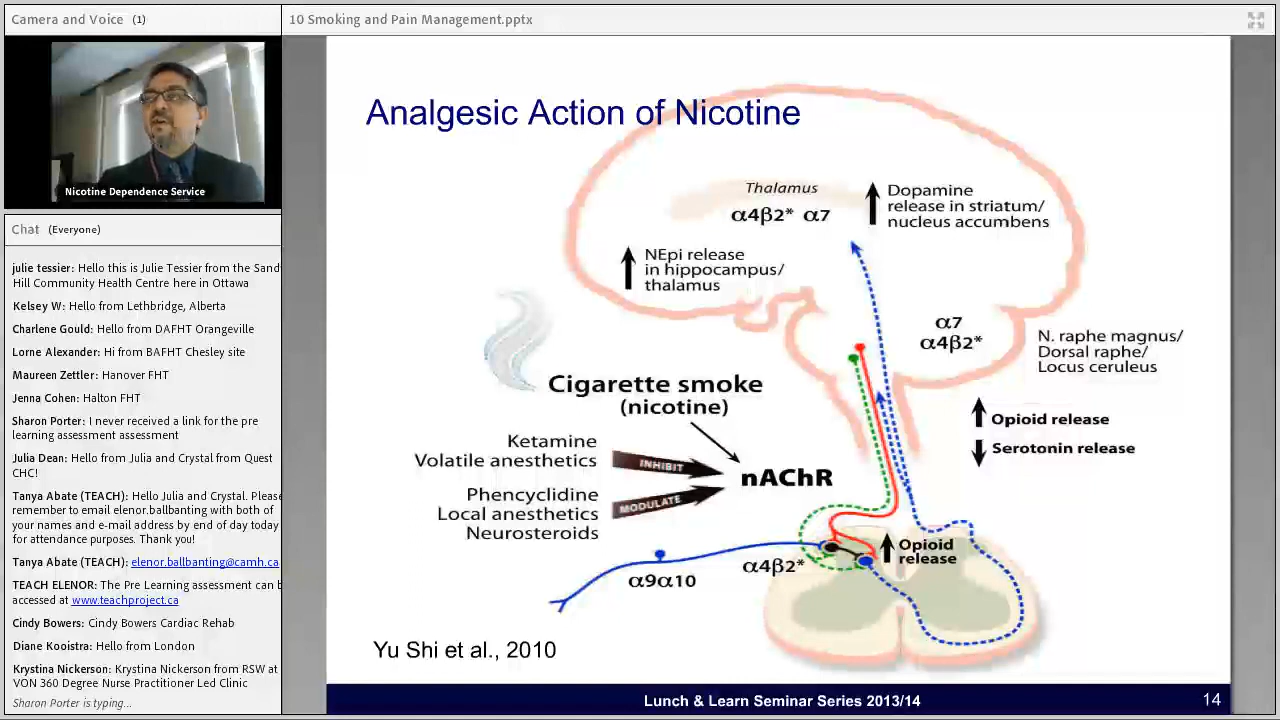 Camera and Voice (1)
10 Smoking and Pain Management.pptx
Nicotine Dependence Service
Chat (Everyone)
julie tessier: Hello this is Julie Tessier from the Sand
Hill Community Health Centre here in Ottawa
Kelsey W: Hello from Lethbridge, Alberta
Charlene Gould: Hello from DAFHT Orangeville
Lorne Alexander: Hi from BAFHT Chesley site
Maureen Zettler: Hanover FHT
Jenna Cohen: Halton FHT
Sharon Porter: I never received a link for the pre
learning assessment assessment
Julia Dean: Hello from Julia and Crystal from Quest
CHC!
Tanya Abate (TEACH): Hello Julia and Crystal. Please
remember to email elenor.ballbanting with both of
your names and e-mail address by end of day today
for attendance purposes. Thank you!
Tanya Abate (TEACH): elenor.ballbanting@camh.ca
TEACH ELENOR: The Pre Learning assessment can b
accessed at www.teachproject.ca
Cindy Bowers: Cindy Bowers Cardiac Rehab
Diane Kooistra: Hello from London
Krystina Nickerson: Krystina Nickerson from RSW at
VON 360 Degree Nurse Practitioner Led Clinic
Sharon Porter is typing...
Analgesic Action of Nicotine
Thalamus
α4β2* α7
Dopamine
release in striatum/
nucleus accumbens
NEpi release
in hippocampus/
thalamus
α7
α4β2*
N. raphe magnus/
Dorsal raphe/
Locus ceruleus
Cigarette smoke
(nicotine)
Opioid release
Serotonin release
Ketamine
Volatile anesthetics
INHIBIT
nAChR
Phencyclidine
Local anesthetics
Neurosteroids
MODULATE
Opioid
release
α4β2*
α9α10
Yu Shi et al., 2010
Lunch & Learn Seminar Series 2013/14
14